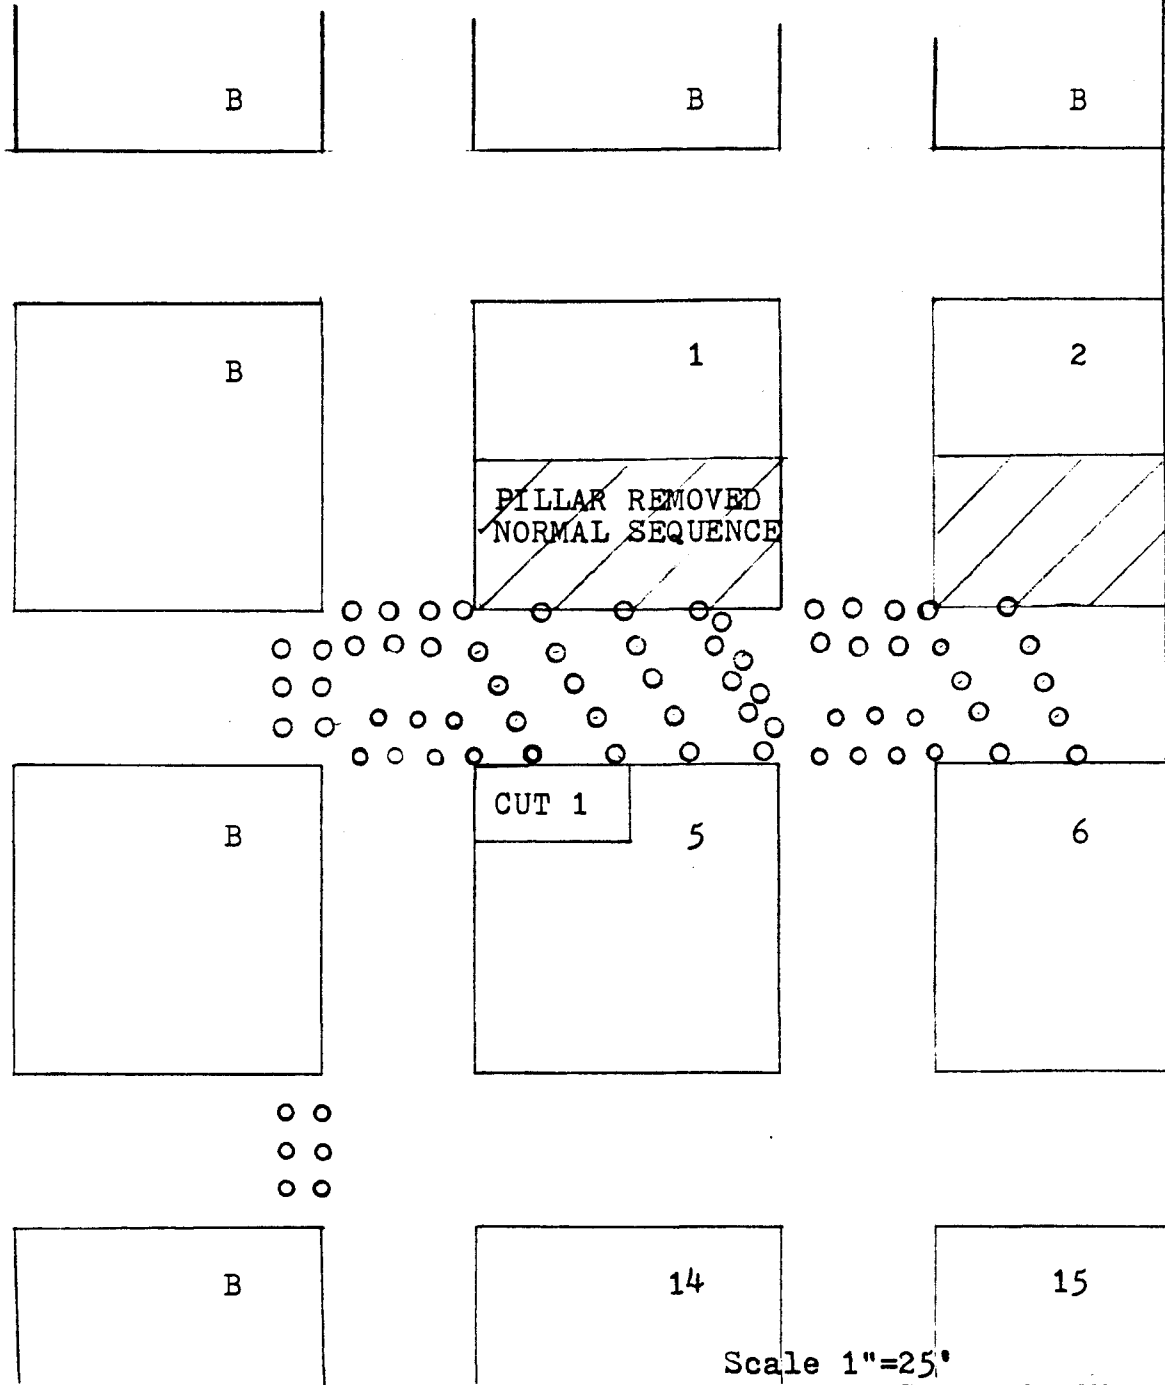 B B B
B 1 2
PILLAR REMOVED
NORMAL SEQUENCE
CUT 1
B 5 6
B 14 15
Scale 1"=25'